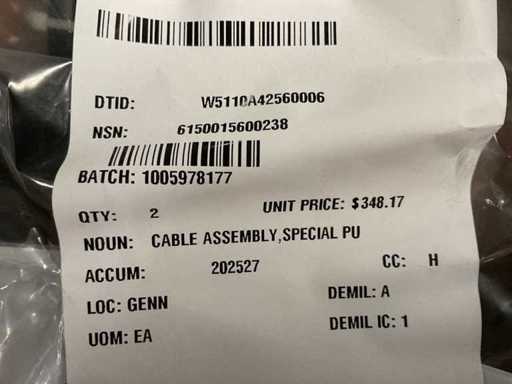 DTID: W5110A42560006
NSN: 6150015600238
BATCH: 1005978177
QTY: 2 UNIT PRICE: $348.17
NOUN: CABLE ASSEMBLY,SPECIAL PU
ACCUM: 202527 CC: H
LOC: GENN DEMIL: A
UOM: EA DEMIL IC: 1